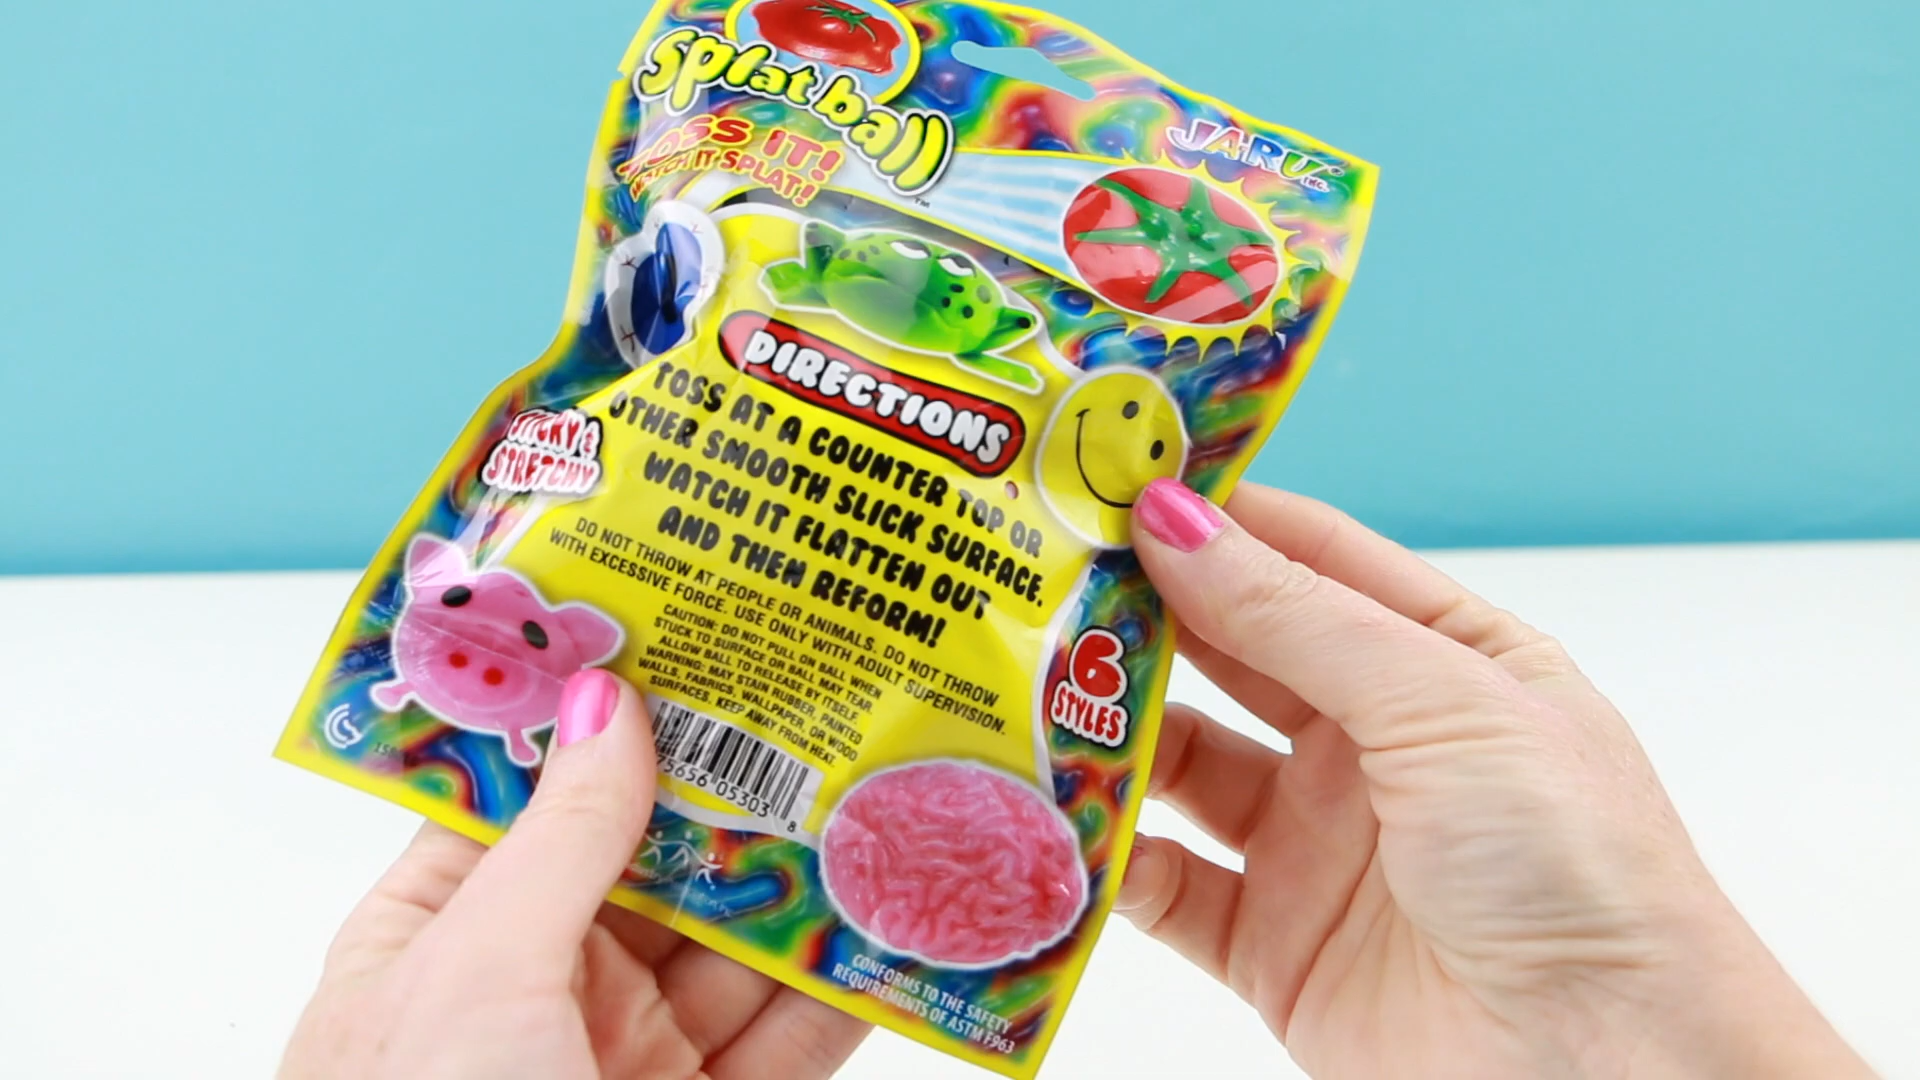 splat ball™
TOSS IT!
WATCH IT SPLAT!
JA-RU
INC.
DIRECTIONS
TOSS AT A COUNTER TOP OR
OTHER SMOOTH SLICK SURFACE.
WATCH IT FLATTEN OUT
AND THEN REFORM!
STICKY &
STRETCHY
DO NOT THROW AT PEOPLE OR ANIMALS. DO NOT THROW
WITH EXCESSIVE FORCE. USE ONLY WITH ADULT SUPERVISION.
CAUTION: DO NOT PULL ON BALL WHEN
STUCK TO SURFACE OR BALL MAY TEAR.
ALLOW BALL TO RELEASE BY ITSELF.
WARNING: MAY STAIN RUBBER, PAINTED
WALLS, FABRICS, WALLPAPER, OR WOOD
SURFACES. KEEP AWAY FROM HEAT.
6
STYLES
75656 05303 8
CONFORMS TO THE SAFETY
REQUIREMENTS OF ASTM F963